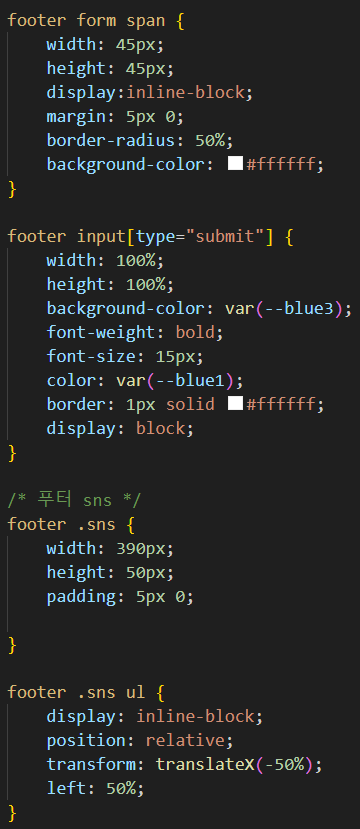 footer form span {
    width: 45px;
    height: 45px;
    display:inline-block;
    margin: 5px 0;
    border-radius: 50%;
    background-color: #ffffff;
}

footer input[type="submit"] {
    width: 100%;
    height: 100%;
    background-color: var(--blue3);
    font-weight: bold;
    font-size: 15px;
    color: var(--blue1);
    border: 1px solid #ffffff;
    display: block;
}

/* 푸터 sns */
footer .sns {
    width: 390px;
    height: 50px;
    padding: 5px 0;

}

footer .sns ul {
    display: inline-block;
    position: relative;
    transform: translateX(-50%);
    left: 50%;
}